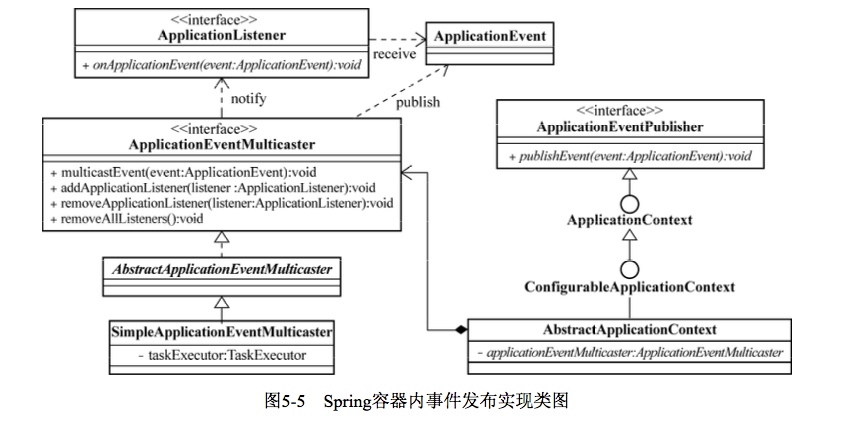 <<interface>>
ApplicationListener
+ onApplicationEvent(event:ApplicationEvent):void
receive
ApplicationEvent
notify
publish
<<interface>>
ApplicationEventMulticaster
+ multicastEvent(event:ApplicationEvent):void
+ addApplicationListener(listener :ApplicationListener):void
+ removeApplicationListener(listener:ApplicationListener):void
+ removeAllListeners():void
<<interface>>
ApplicationEventPublisher
+ publishEvent(event:ApplicationEvent):void
ApplicationContext
ConfigurableApplicationContext
AbstractApplicationEventMulticaster
SimpleApplicationEventMulticaster
- taskExecutor:TaskExecutor
AbstractApplicationContext
- applicationEventMulticaster:ApplicationEventMulticaster
图5-5 Spring容器内事件发布实现类图